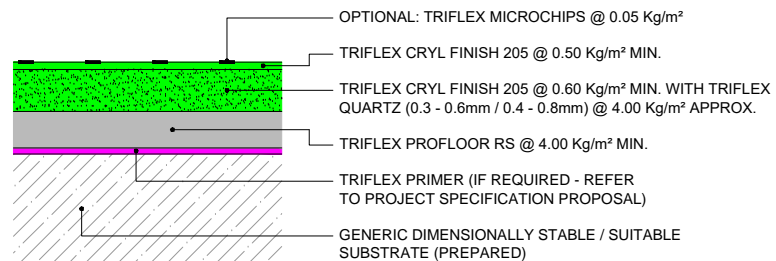 OPTIONAL: TRIFLEX MICROCHIPS @ 0.05 Kg/m²
TRIFLEX CRYL FINISH 205 @ 0.50 Kg/m² MIN.
TRIFLEX CRYL FINISH 205 @ 0.60 Kg/m² MIN. WITH TRIFLEX
QUARTZ (0.3 - 0.6mm / 0.4 - 0.8mm) @ 4.00 Kg/m² APPROX.
TRIFLEX PROFLOOR RS @ 4.00 Kg/m² MIN.
TRIFLEX PRIMER (IF REQUIRED - REFER
TO PROJECT SPECIFICATION PROPOSAL)
GENERIC DIMENSIONALLY STABLE / SUITABLE
SUBSTRATE (PREPARED)